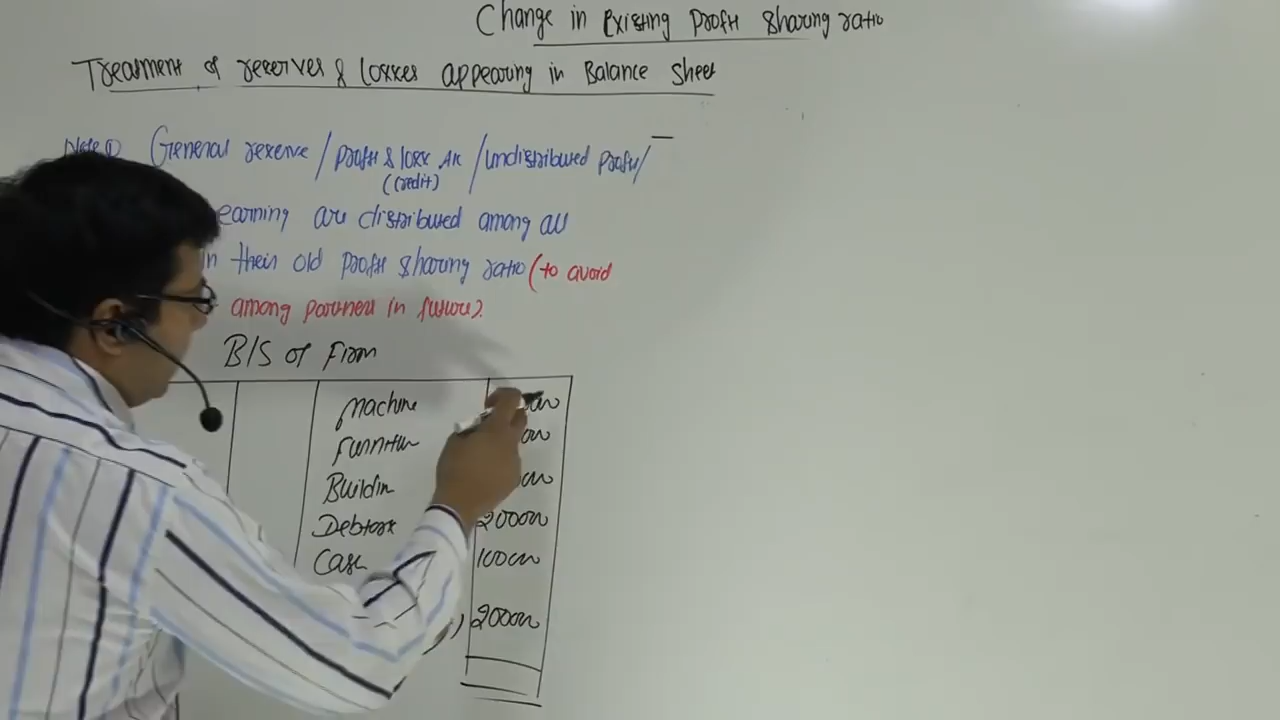 Change in Existing Profit sharing ratio
Treatment of reserves & losses appearing in Balance Sheet
Note ① General reserve / Profit & loss A/c / undistributed Profit /
(credit)
earning are distributed among all
in their old Profit sharing ratio (to avoid
among partners in future).
B/S of Firm
Machine
Furniture
Buildin
Debtors 20000
Cash 10000
) 20000